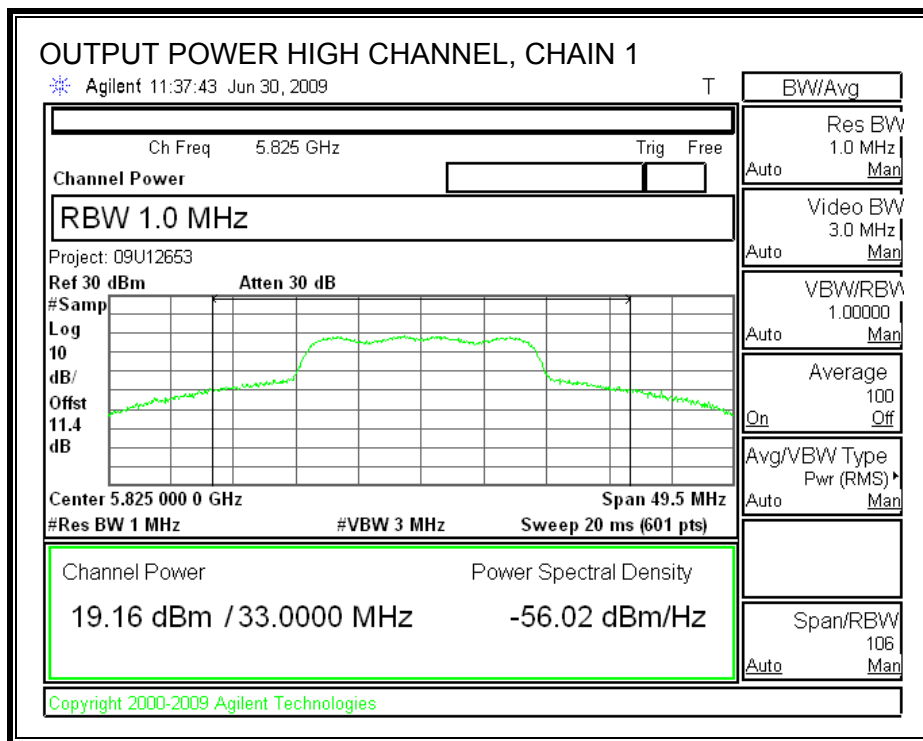 OUTPUT POWER HIGH CHANNEL, CHAIN 1
Agilent 11:37:43 Jun 30, 2009 T
BW/Avg
Ch Freq 5.825 GHz Trig Free
Channel Power
RBW 1.0 MHz
Project: 09U12653
Ref 30 dBm Atten 30 dB
#Samp
Log
10
dB/
Offst
11.4
dB
Center 5.825 000 0 GHz Span 49.5 MHz
#Res BW 1 MHz #VBW 3 MHz Sweep 20 ms (601 pts)
Channel Power Power Spectral Density
19.16 dBm / 33.0000 MHz -56.02 dBm/Hz
Copyright 2000-2009 Agilent Technologies
Res BW
1.0 MHz
Auto Man
Video BW
3.0 MHz
Auto Man
VBW/RBW
1.00000
Auto Man
Average
100
On Off
Avg/VBW Type
Pwr (RMS)
Auto Man
Span/RBW
106
Auto Man